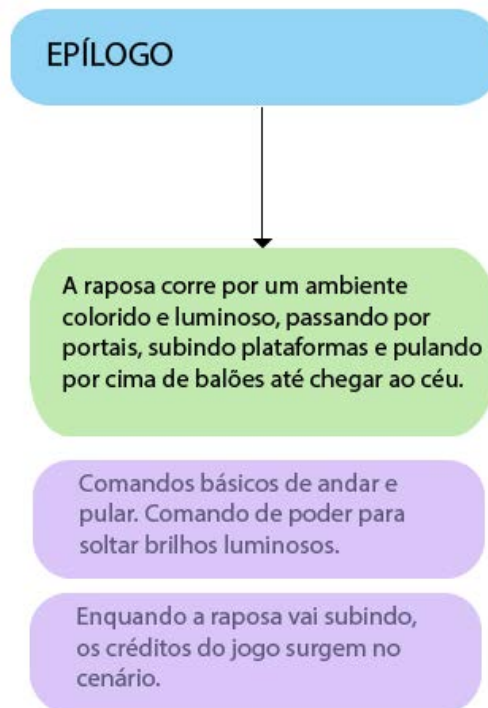 EPÍLOGO
A raposa corre por um ambiente
colorido e luminoso, passando por
portais, subindo plataformas e pulando
por cima de balões até chegar ao céu.
Comandos básicos de andar e
pular. Comando de poder para
soltar brilhos luminosos.
Enquando a raposa vai subindo,
os créditos do jogo surgem no
cenário.